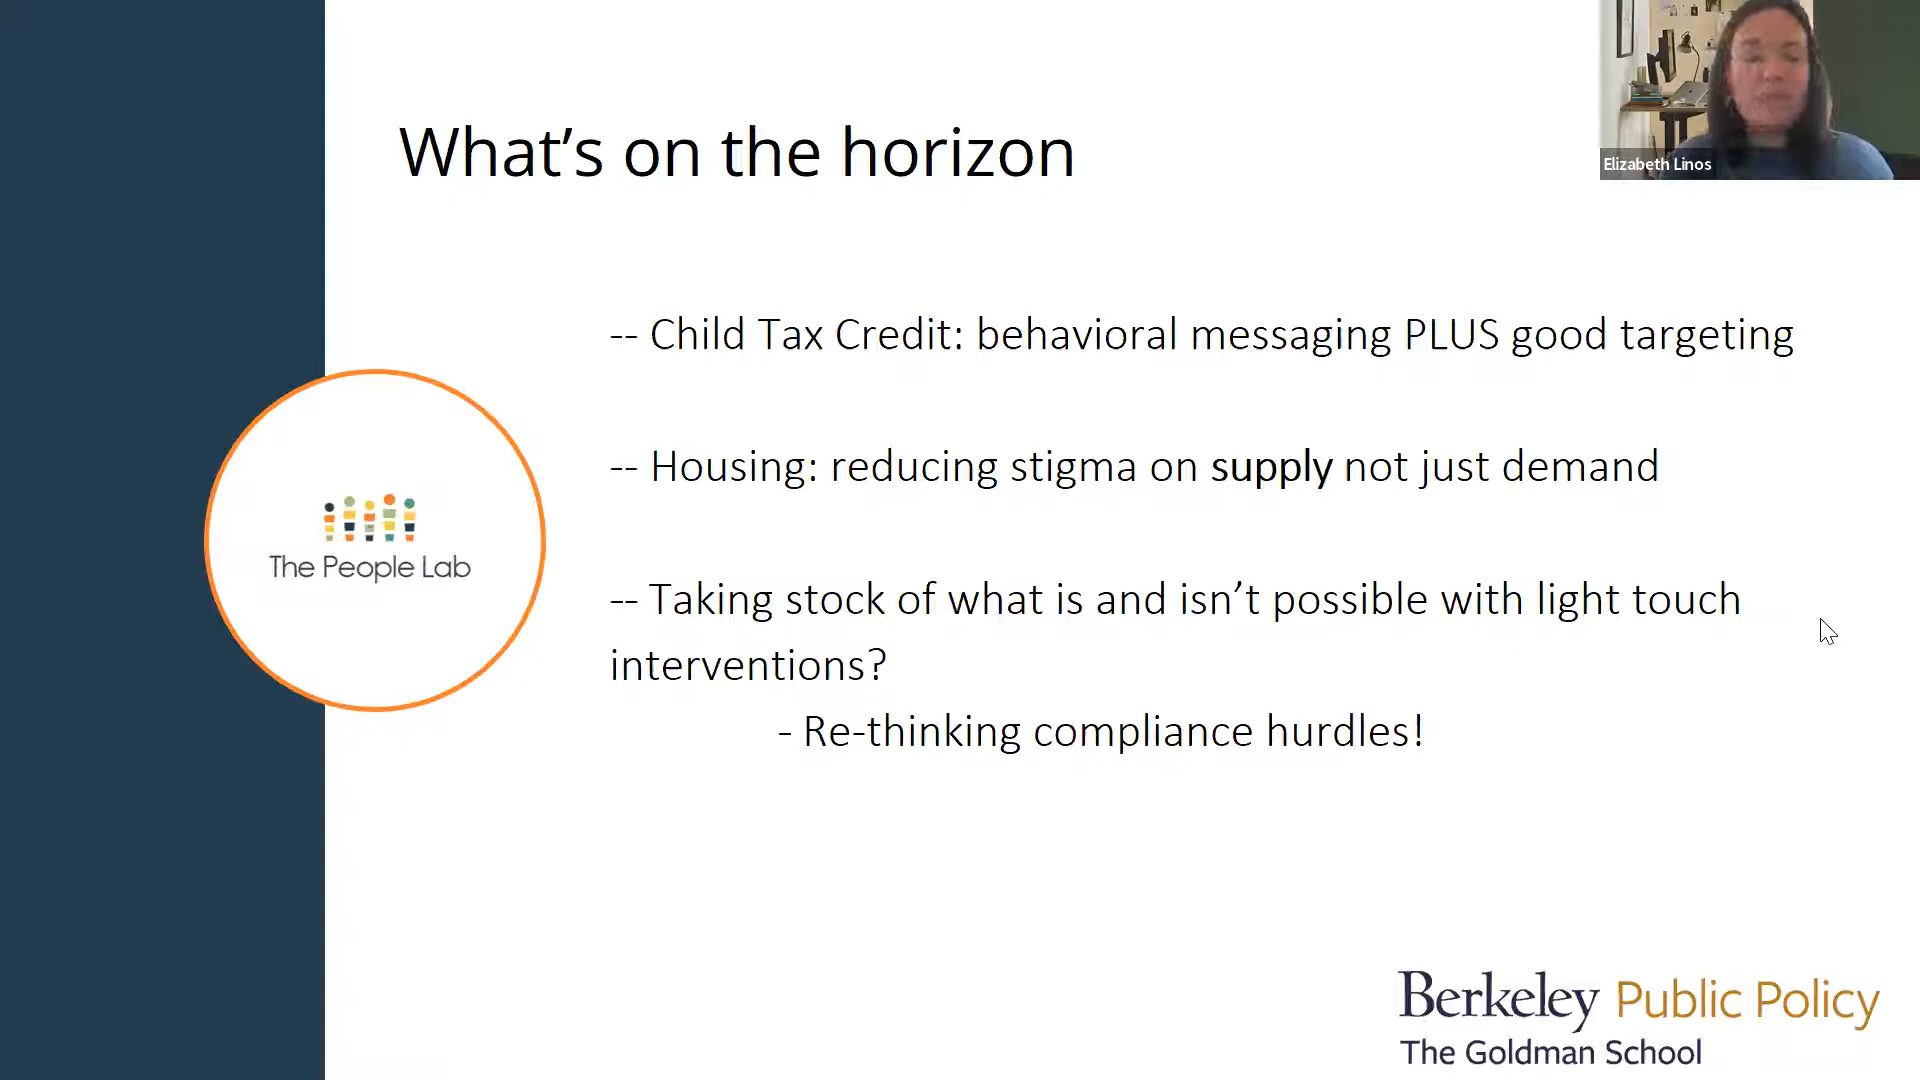 What’s on the horizon
Elizabeth Linos
-- Child Tax Credit: behavioral messaging PLUS good targeting
-- Housing: reducing stigma on supply not just demand
-- Taking stock of what is and isn’t possible with light touch
interventions?
- Re-thinking compliance hurdles!
The People Lab
Berkeley Public Policy
The Goldman School